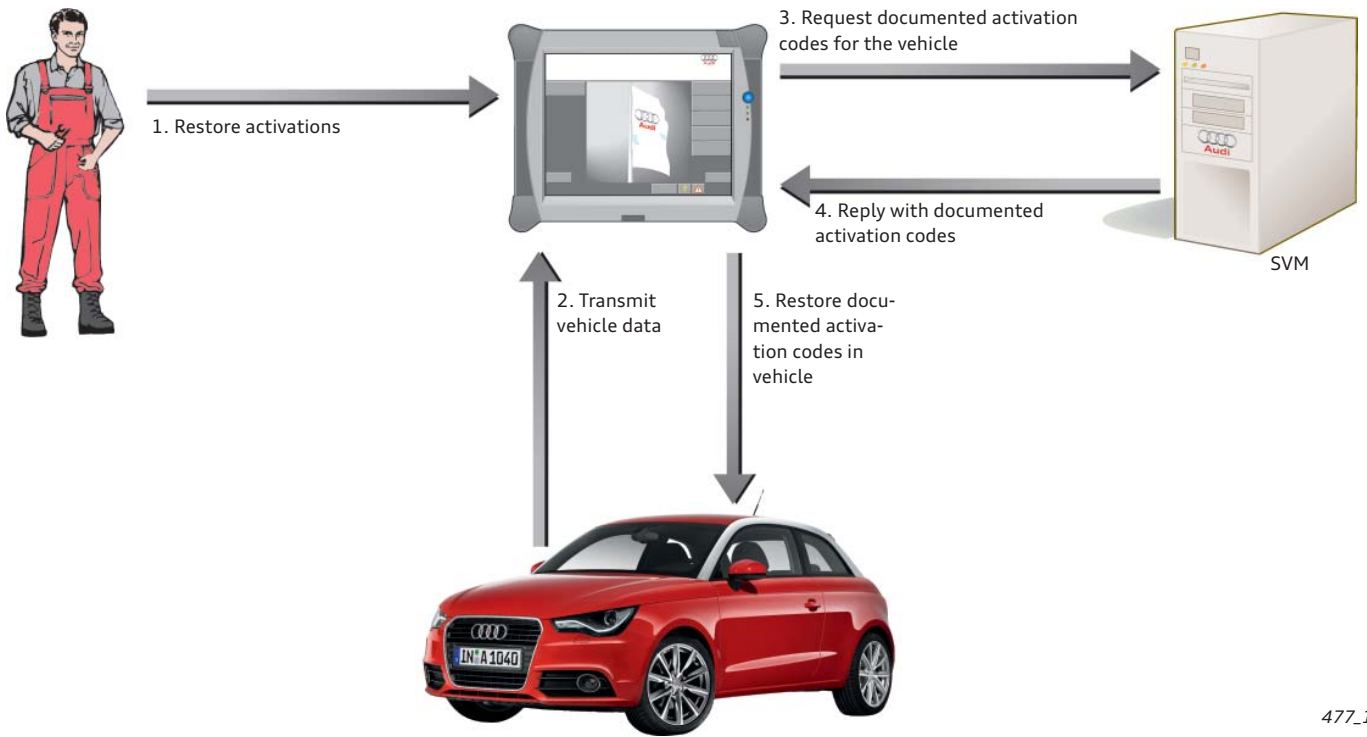 3. Request documented activation
codes for the vehicle
1. Restore activations
Audi
Audi
4. Reply with documented
activation codes
SVM
2. Transmit
vehicle data
5. Restore docu-
mented activa-
tion codes in
vehicle
IN A 1040